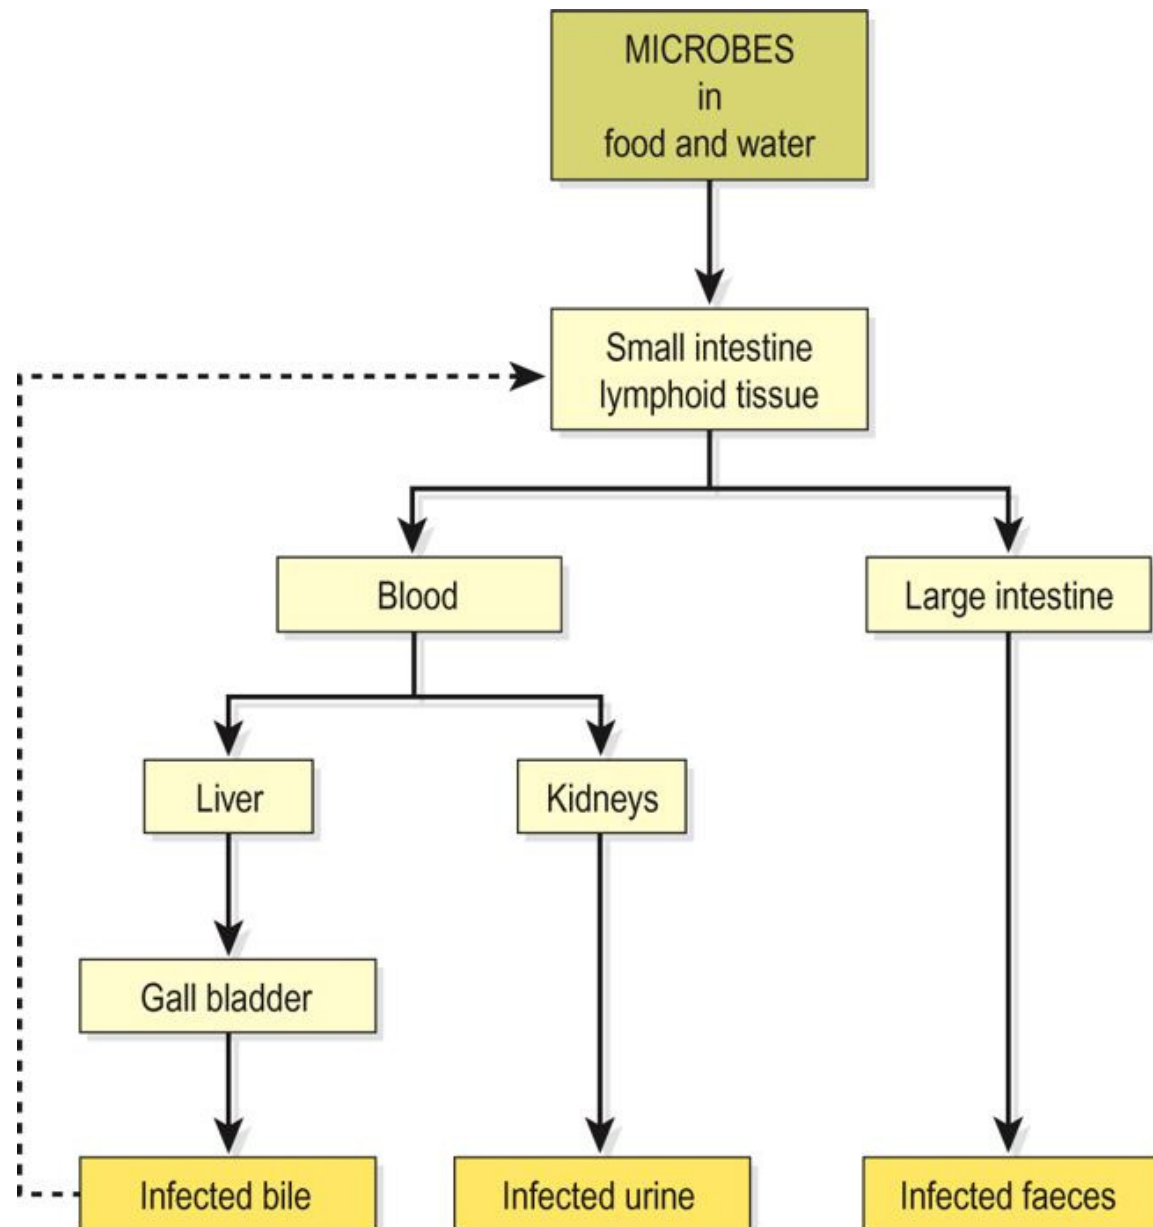 MICROBES
in
food and water
Small intestine
lymphoid tissue
Blood
Large intestine
Liver
Kidneys
Gall bladder
Infected bile
Infected urine
Infected faeces